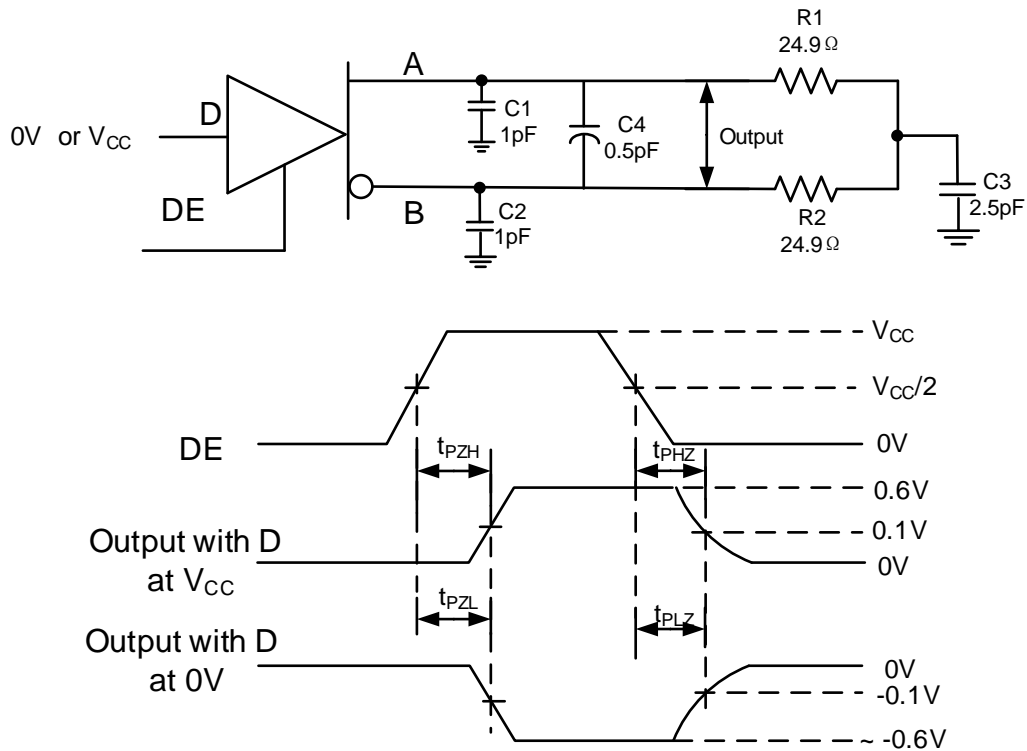 R1
24.9Ω
A
D
C1
1pF
C4
0.5pF
Output
0V or VCC
C3
2.5pF
DE
B
C2
1pF
R2
24.9Ω
VCC
VCC/2
DE
0V
tPZH
tPHZ
0.6V
0.1V
Output with D
at VCC
0V
tPZL
tPLZ
Output with D
at 0V
0V
-0.1V
~ -0.6V